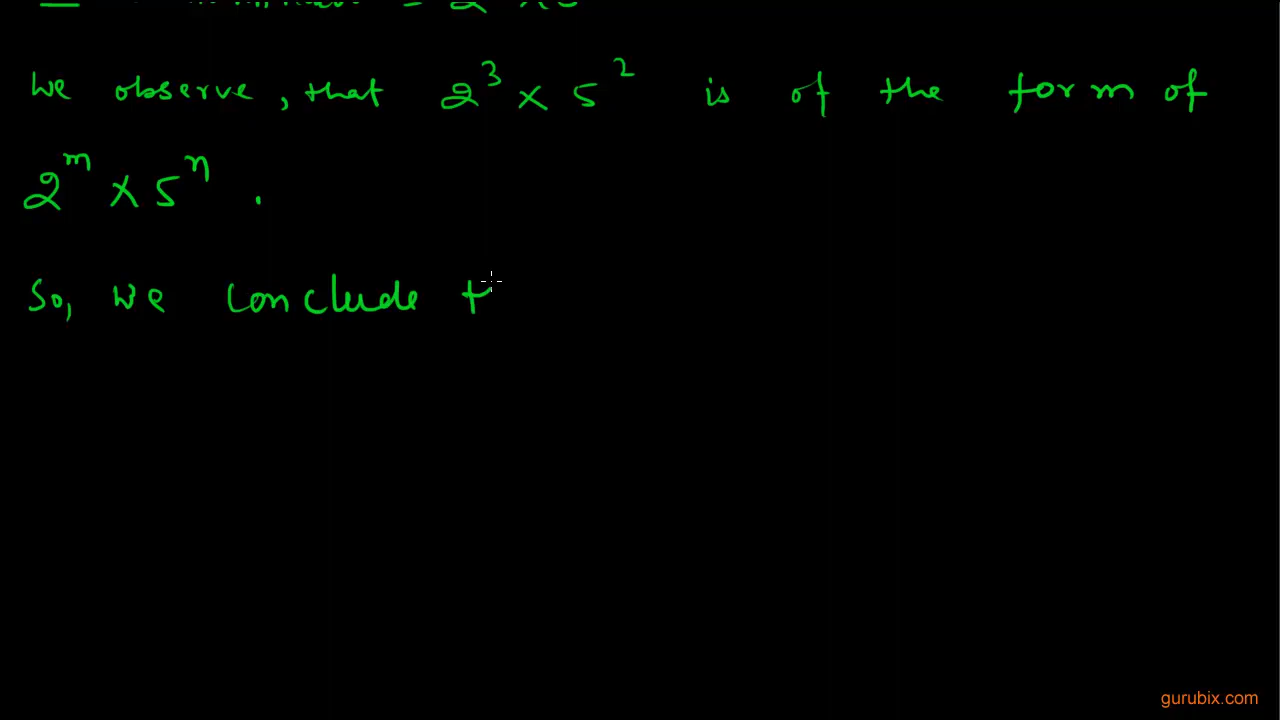 We observe, that 2³ × 5² is of the form of
2ᵐ × 5ⁿ .
So, we conclude t
gurubix.com